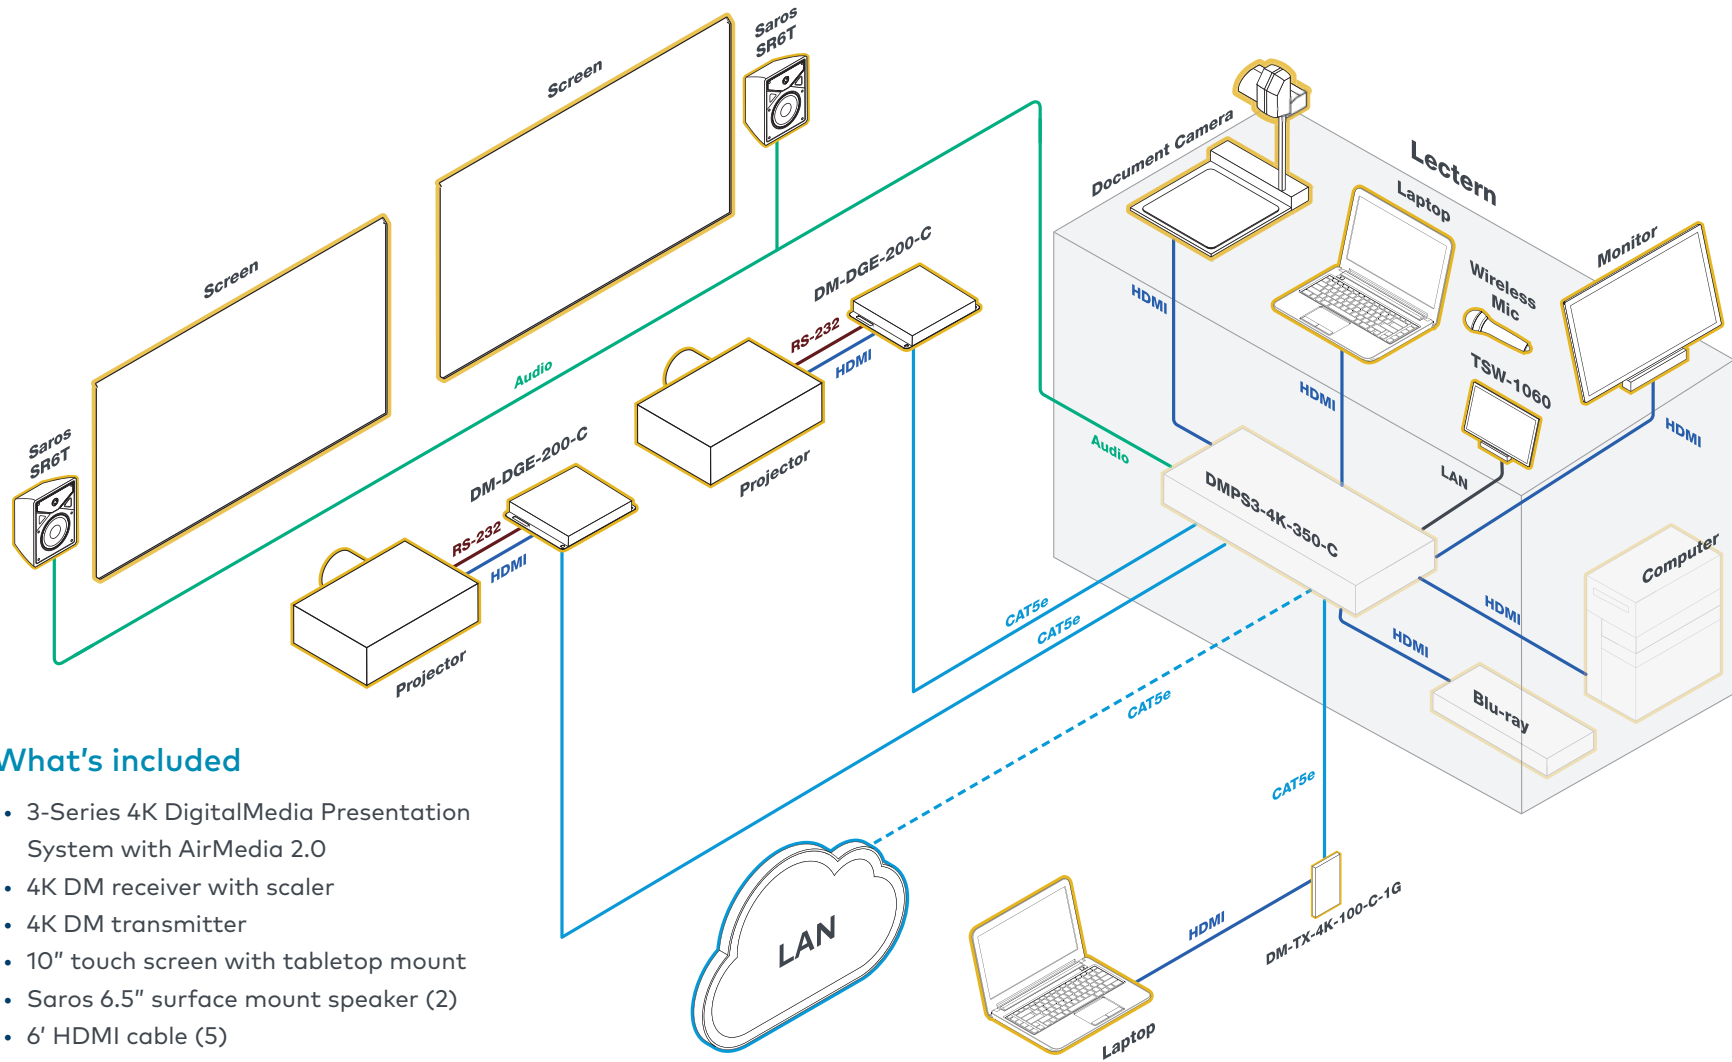 Saros
SR6T
Screen
Screen
Saros
SR6T
Audio
DM-DGE-200-C
RS-232
HDMI
Projector
DM-DGE-200-C
RS-232
HDMI
Projector
Lectern
Document Camera
Laptop
Wireless
Mic
Monitor
TSW-1060
HDMI
HDMI
HDMI
LAN
Audio
DMPS3-4K-350-C
Computer
HDMI
HDMI
Blu-ray
CAT5e
CAT5e
CAT5e
CAT5e
LAN
HDMI
DM-TX-4K-100-C-1G
Laptop
What's included
• 3-Series 4K DigitalMedia Presentation
System with AirMedia 2.0
• 4K DM receiver with scaler
• 4K DM transmitter
• 10" touch screen with tabletop mount
• Saros 6.5" surface mount speaker (2)
• 6' HDMI cable (5)